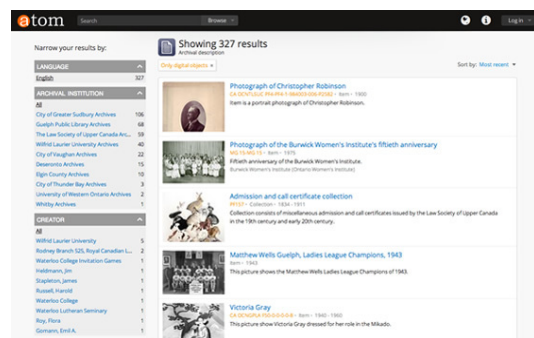 atom
Search
Browse
Log in
Narrow your results by:
Showing 327 results
Archival description
Only digital objects
Sort by: Most recent
LANGUAGE
English 327
ARCHIVAL INSTITUTION
All
City of Greater Sudbury Archives 106
Guelph Public Library Archives 68
The Law Society of Upper Canada Arc... 59
Wilfrid Laurier University Archives 40
City of Vaughan Archives 22
Deseronto Archives 15
Elgin County Archives 10
City of Thunder Bay Archives 3
University of Western Ontario Archives 2
Whitby Archives 1
CREATOR
All
Wilfrid Laurier University 5
Rodney Branch 525, Royal Canadian L... 2
Waterloo College Invitation Games 1
Feldmann, Jim 1
Stapleton, James 1
Russell, Harold 1
Waterloo College 1
Waterloo Lutheran Seminary 1
Roy, Flora 1
Gomann, Emil A. 1
Photograph of Christopher Robinson
Item - 1900
Item is a portrait photograph of Christopher Robinson.
Photograph of the Burwick Women's Institute's fiftieth anniversary
Item - 1975
Fiftieth anniversary of the Burwick Women's Institute.
Burwick Women's Institute (Ontario Women's Institute)
Admission and call certificate collection
PF157 - Collection - 1834 - 1911
Collection consists of miscellaneous admission and call certificates issued by the Law Society of Upper Canada
in the 19th century and early 20th century.
Matthew Wells Guelph, Ladies League Champions, 1943
Item - 1943
This picture shows the Matthew Wells Ladies League Champions of 1943.
Victoria Gray
Item - 1940 - 1960
This picture show Victoria Gray dressed for her role in the Mikado.